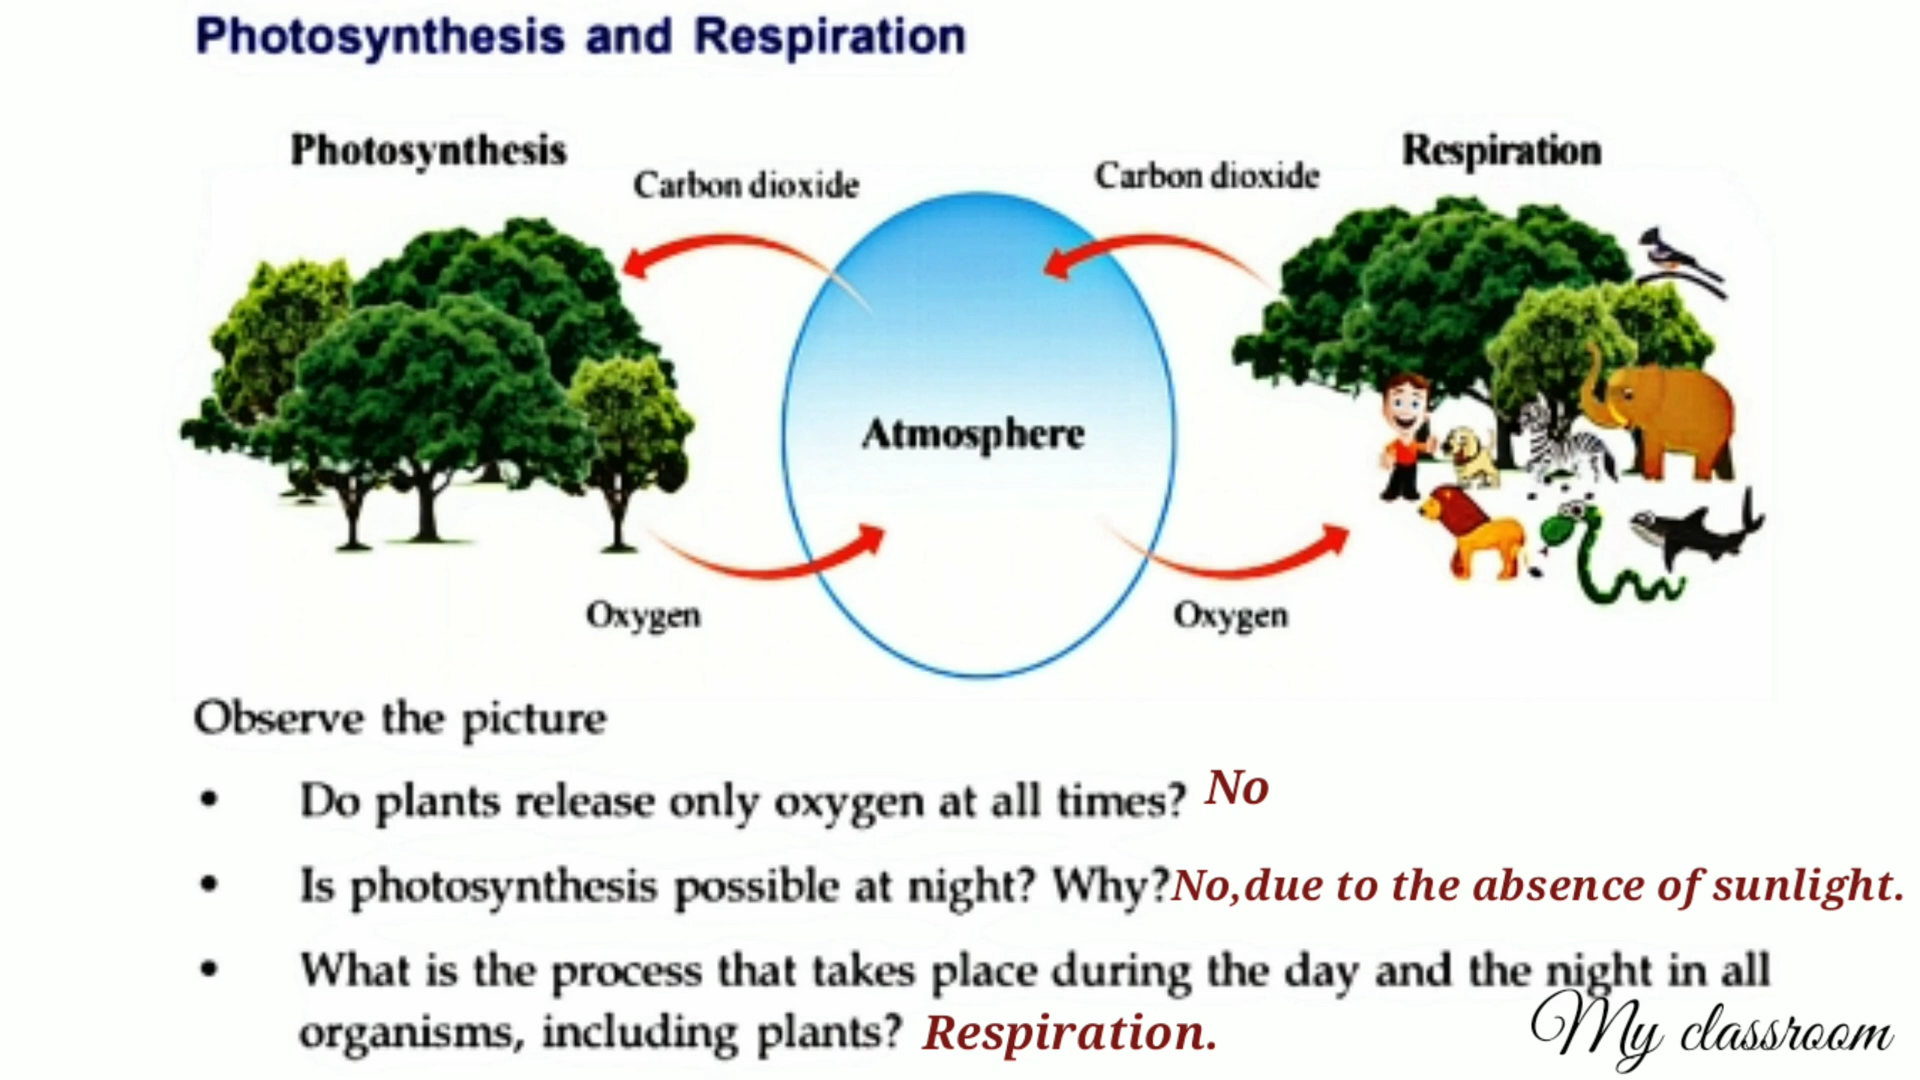 Photosynthesis and Respiration
Photosynthesis
Carbon dioxide
Carbon dioxide
Respiration
Atmosphere
Oxygen
Oxygen
Observe the picture
• Do plants release only oxygen at all times? No
• Is photosynthesis possible at night? Why?No,due to the absence of sunlight.
• What is the process that takes place during the day and the night in all
organisms, including plants? Respiration.
My classroom